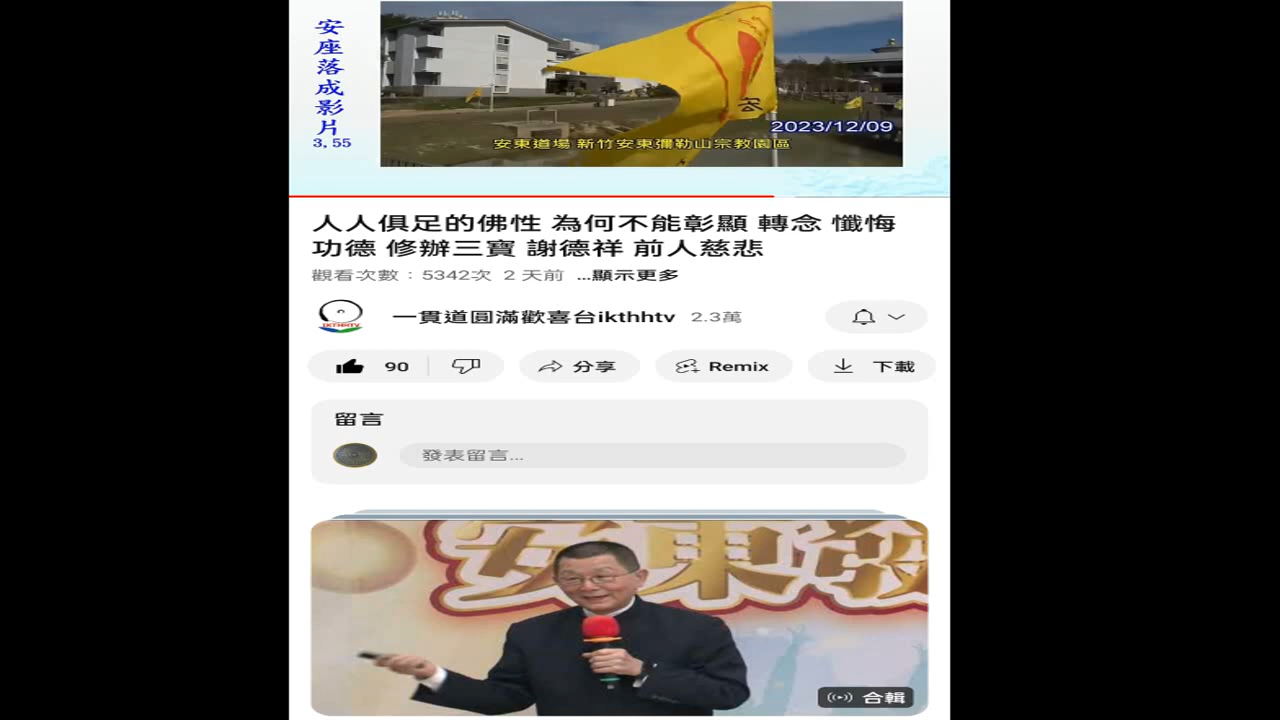 安座落成影片
3,55
2023/12/09
安東道場 新竹安東彌勒山宗教園區
人人俱足的佛性 為何不能彰顯 轉念 懺悔
功德 修辦三寶 謝德祥 前人慈悲
觀看次數：5342次 2 天前 ...顯示更多
IKTHHTV
一貫道圓滿歡喜台ikthhtv 2.3萬
90
分享
Remix
下載
留言
發表留言...
安東
合輯